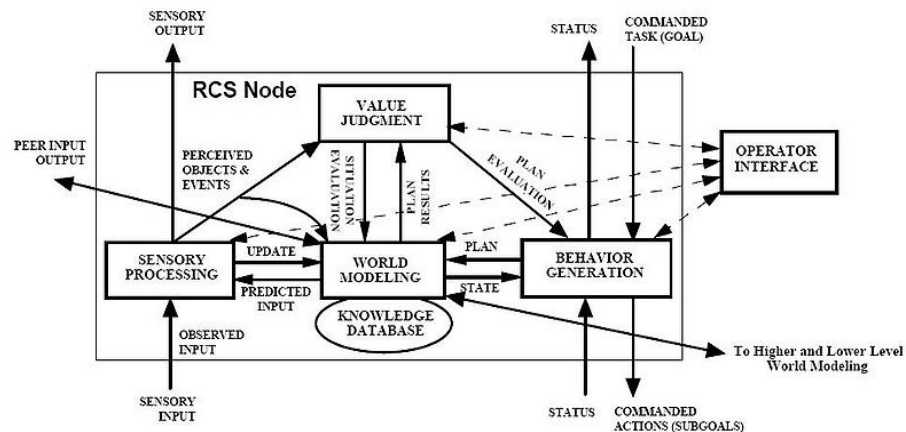 SENSORY
OUTPUT
STATUS
COMMANDED
TASK (GOAL)
RCS Node
VALUE
JUDGMENT
PEER INPUT
OUTPUT
PERCEIVED
OBJECTS &
EVENTS
SITUATION
EVALUATION
PLAN
RESULTS
PLAN
EVALUATION
OPERATOR
INTERFACE
SENSORY
PROCESSING
UPDATE
PREDICTED
INPUT
WORLD
MODELING
PLAN
STATE
BEHAVIOR
GENERATION
KNOWLEDGE
DATABASE
OBSERVED
INPUT
To Higher and Lower Level
World Modeling
SENSORY
INPUT
STATUS
COMMANDED
ACTIONS (SUBGOALS)